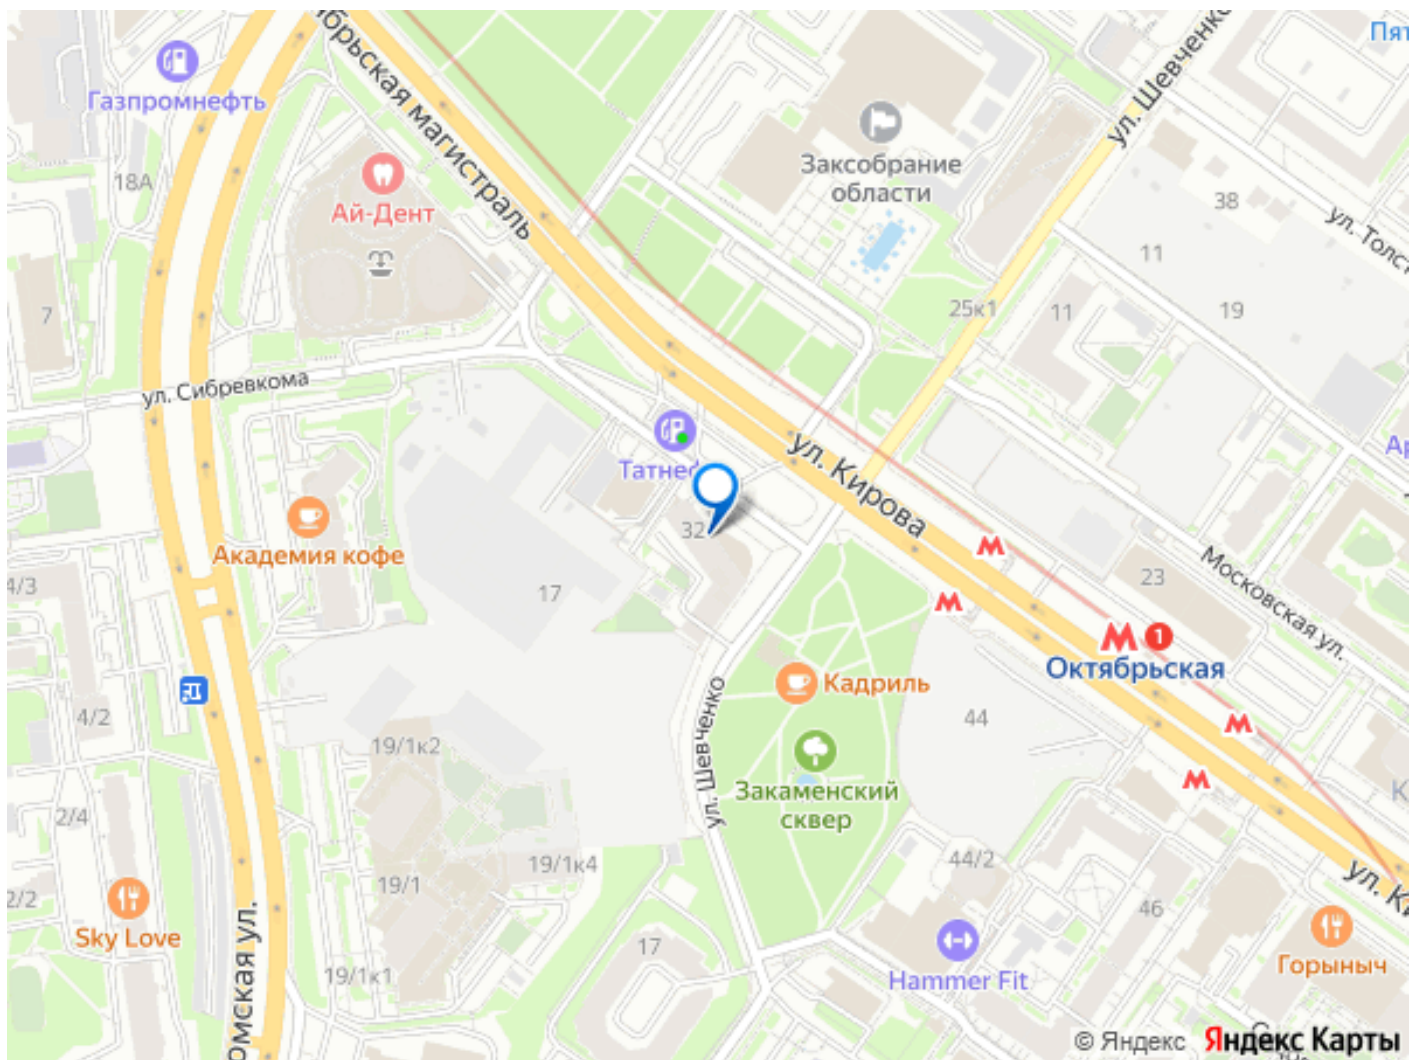 Пят
Газпромнефть
брьская магистраль
ул. Шевченко
Заксобрание
области
18А
Ай-Дент
38
ул. Толс
11
7
25к1
11
19
ул. Сибревкома
Татнеф
ул. Кирова
Ар
32
Академия кофе
4/3
17
23
Московская ул.
1
Октябрьская
Кадриль
4/2
44
ул. Шевченко
19/1к2
Закаменский
сквер
К
2/4
19/1к4
44/2
19/1
2/2
46
ул. Ки
Sky Love
17
омская ул.
19/1к1
Hammer Fit
Горыныч
© Яндекс Яндекс Карты